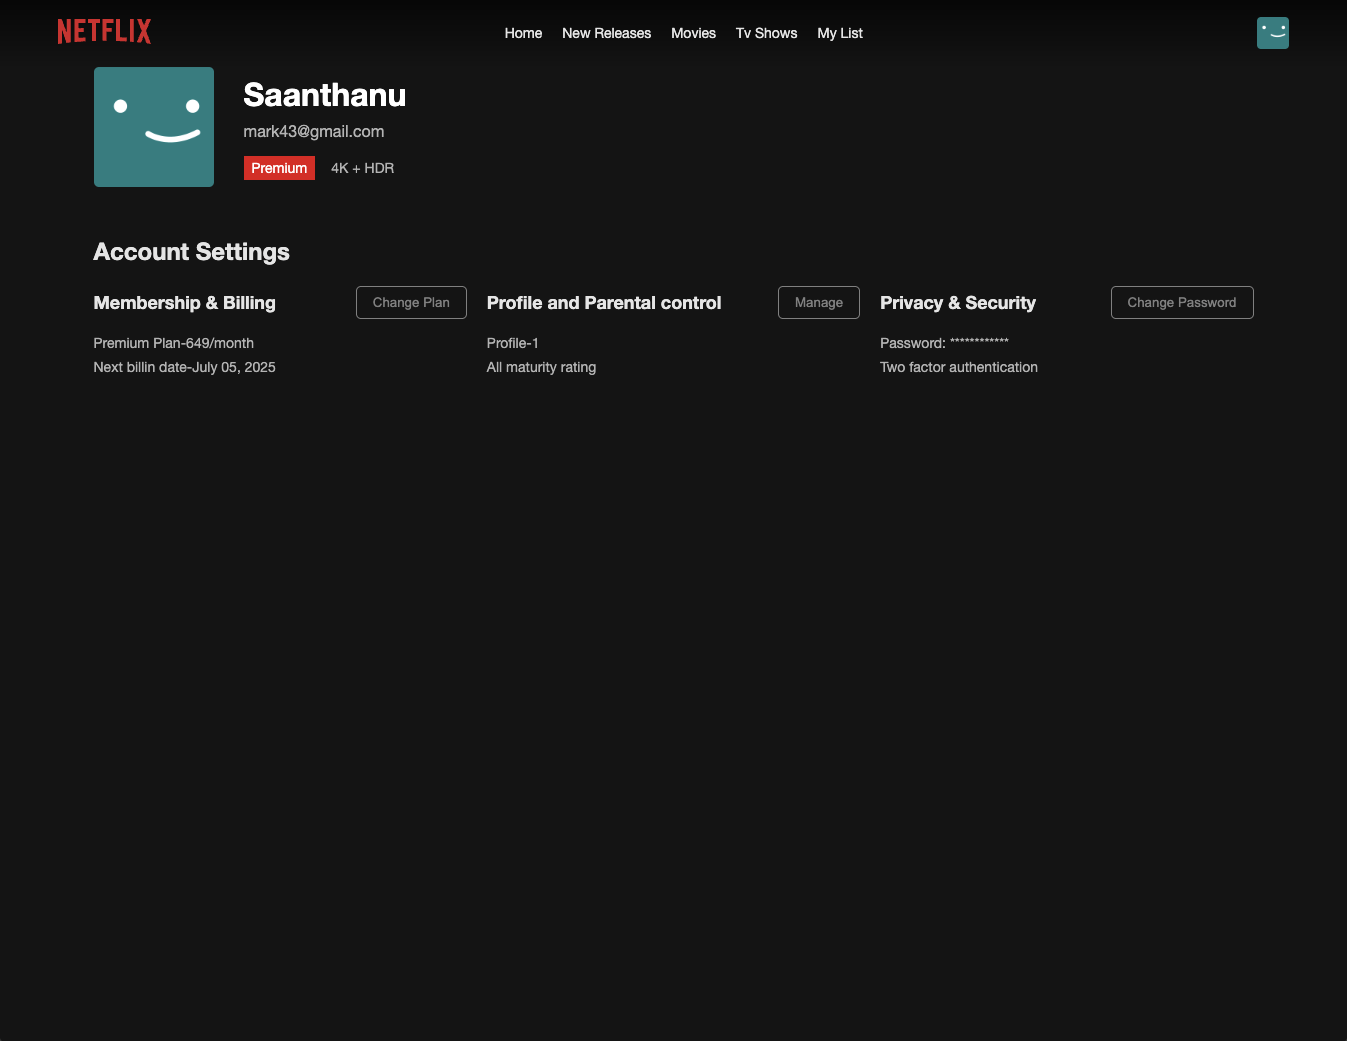 NETFLIX
Home New Releases Movies Tv Shows My List
Saanthanu
mark43@gmail.com
Premium 4K + HDR
Account Settings
Membership & Billing Change Plan
Premium Plan-649/month
Next billin date-July 05, 2025
Profile and Parental control Manage
Profile-1
All maturity rating
Privacy & Security Change Password
Password: ************
Two factor authentication